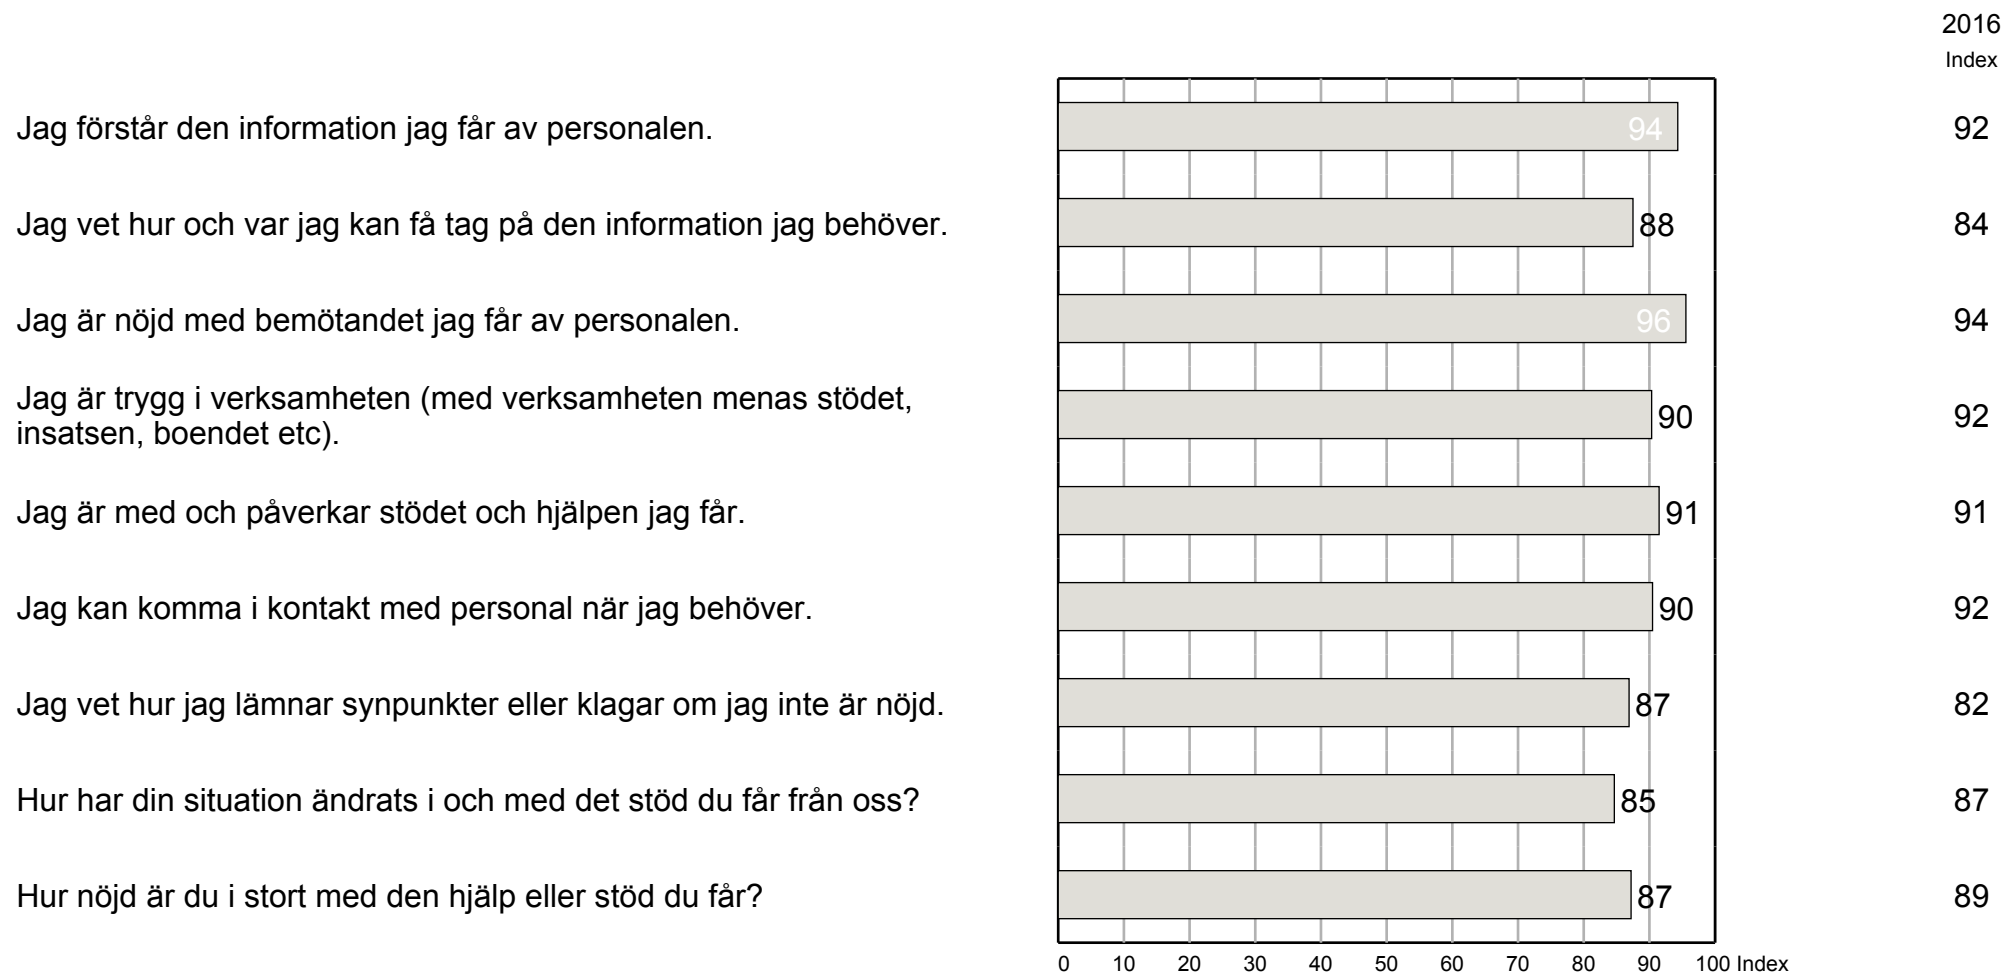 2016
Index
Jag förstår den information jag får av personalen. 94 92
Jag vet hur och var jag kan få tag på den information jag behöver. 88 84
Jag är nöjd med bemötandet jag får av personalen. 96 94
Jag är trygg i verksamheten (med verksamheten menas stödet,
insatsen, boendet etc). 90 92
Jag är med och påverkar stödet och hjälpen jag får. 91 91
Jag kan komma i kontakt med personal när jag behöver. 90 92
Jag vet hur jag lämnar synpunkter eller klagar om jag inte är nöjd. 87 82
Hur har din situation ändrats i och med det stöd du får från oss? 85 87
Hur nöjd är du i stort med den hjälp eller stöd du får? 87 89
0 10 20 30 40 50 60 70 80 90 100 Index